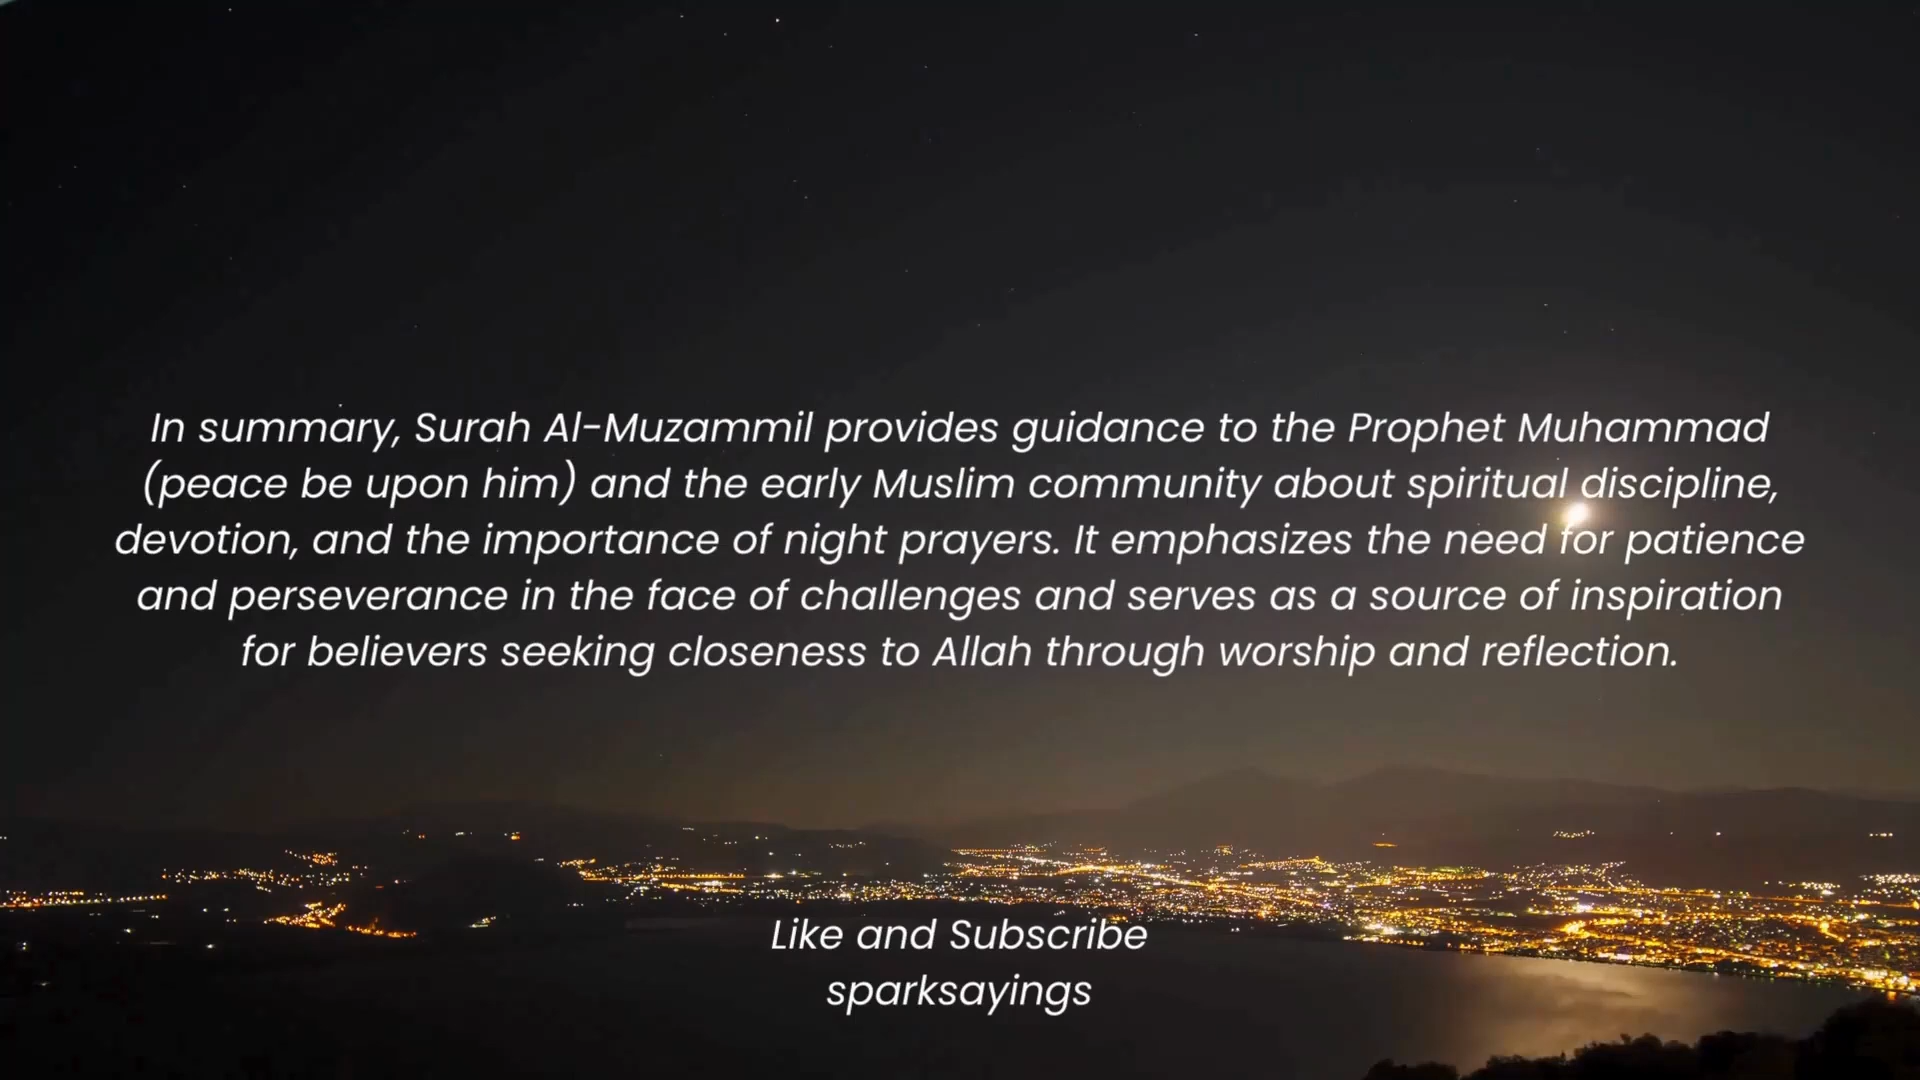 In summary, Surah Al-Muzammil provides guidance to the Prophet Muhammad
(peace be upon him) and the early Muslim community about spiritual discipline,
devotion, and the importance of night prayers. It emphasizes the need for patience
and perseverance in the face of challenges and serves as a source of inspiration
for believers seeking closeness to Allah through worship and reflection.
Like and Subscribe
sparksayings